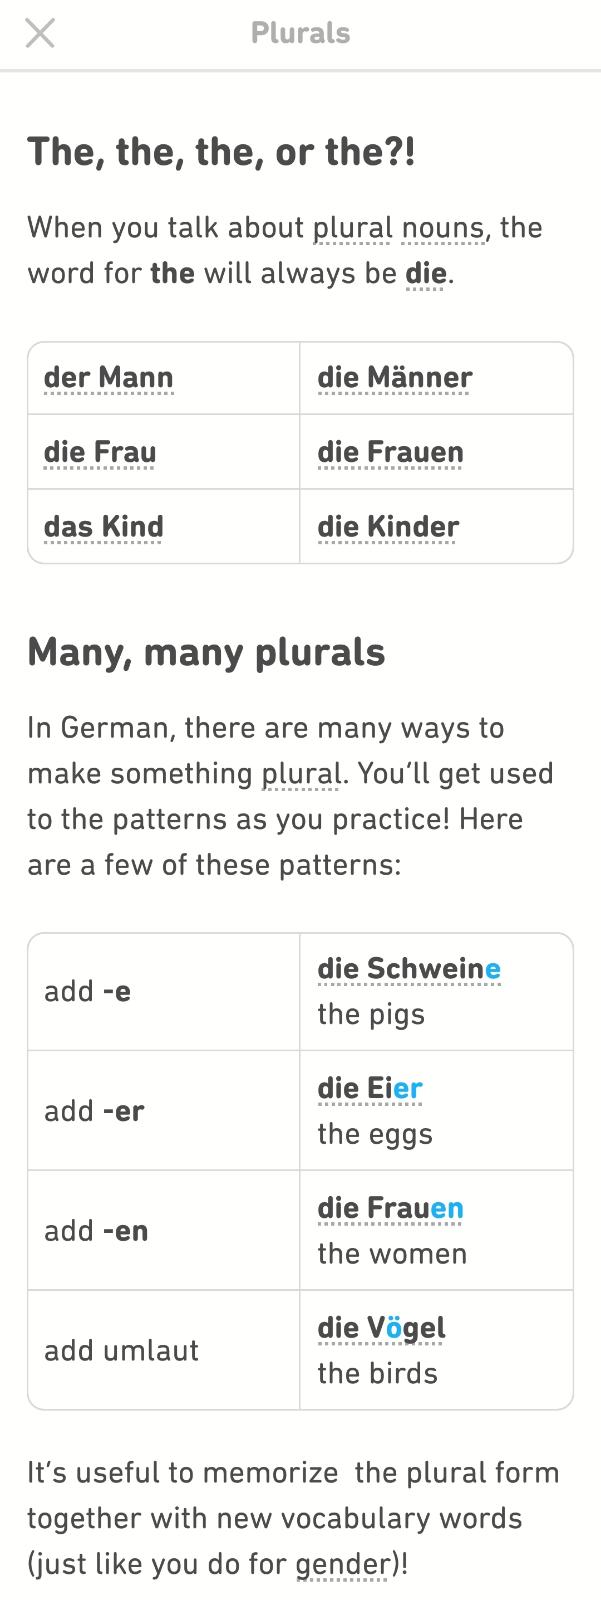 Plurals
The, the, the, or the?!
When you talk about plural nouns, the
word for the will always be die.
der Mann
die Männer
die Frau
die Frauen
das Kind
die Kinder
Many, many plurals
In German, there are many ways to
make something plural. You’ll get used
to the patterns as you practice! Here
are a few of these patterns:
add -e
die Schweine
the pigs
add -er
die Eier
the eggs
add -en
die Frauen
the women
add umlaut
die Vögel
the birds
It’s useful to memorize  the plural form
together with new vocabulary words
(just like you do for gender)!